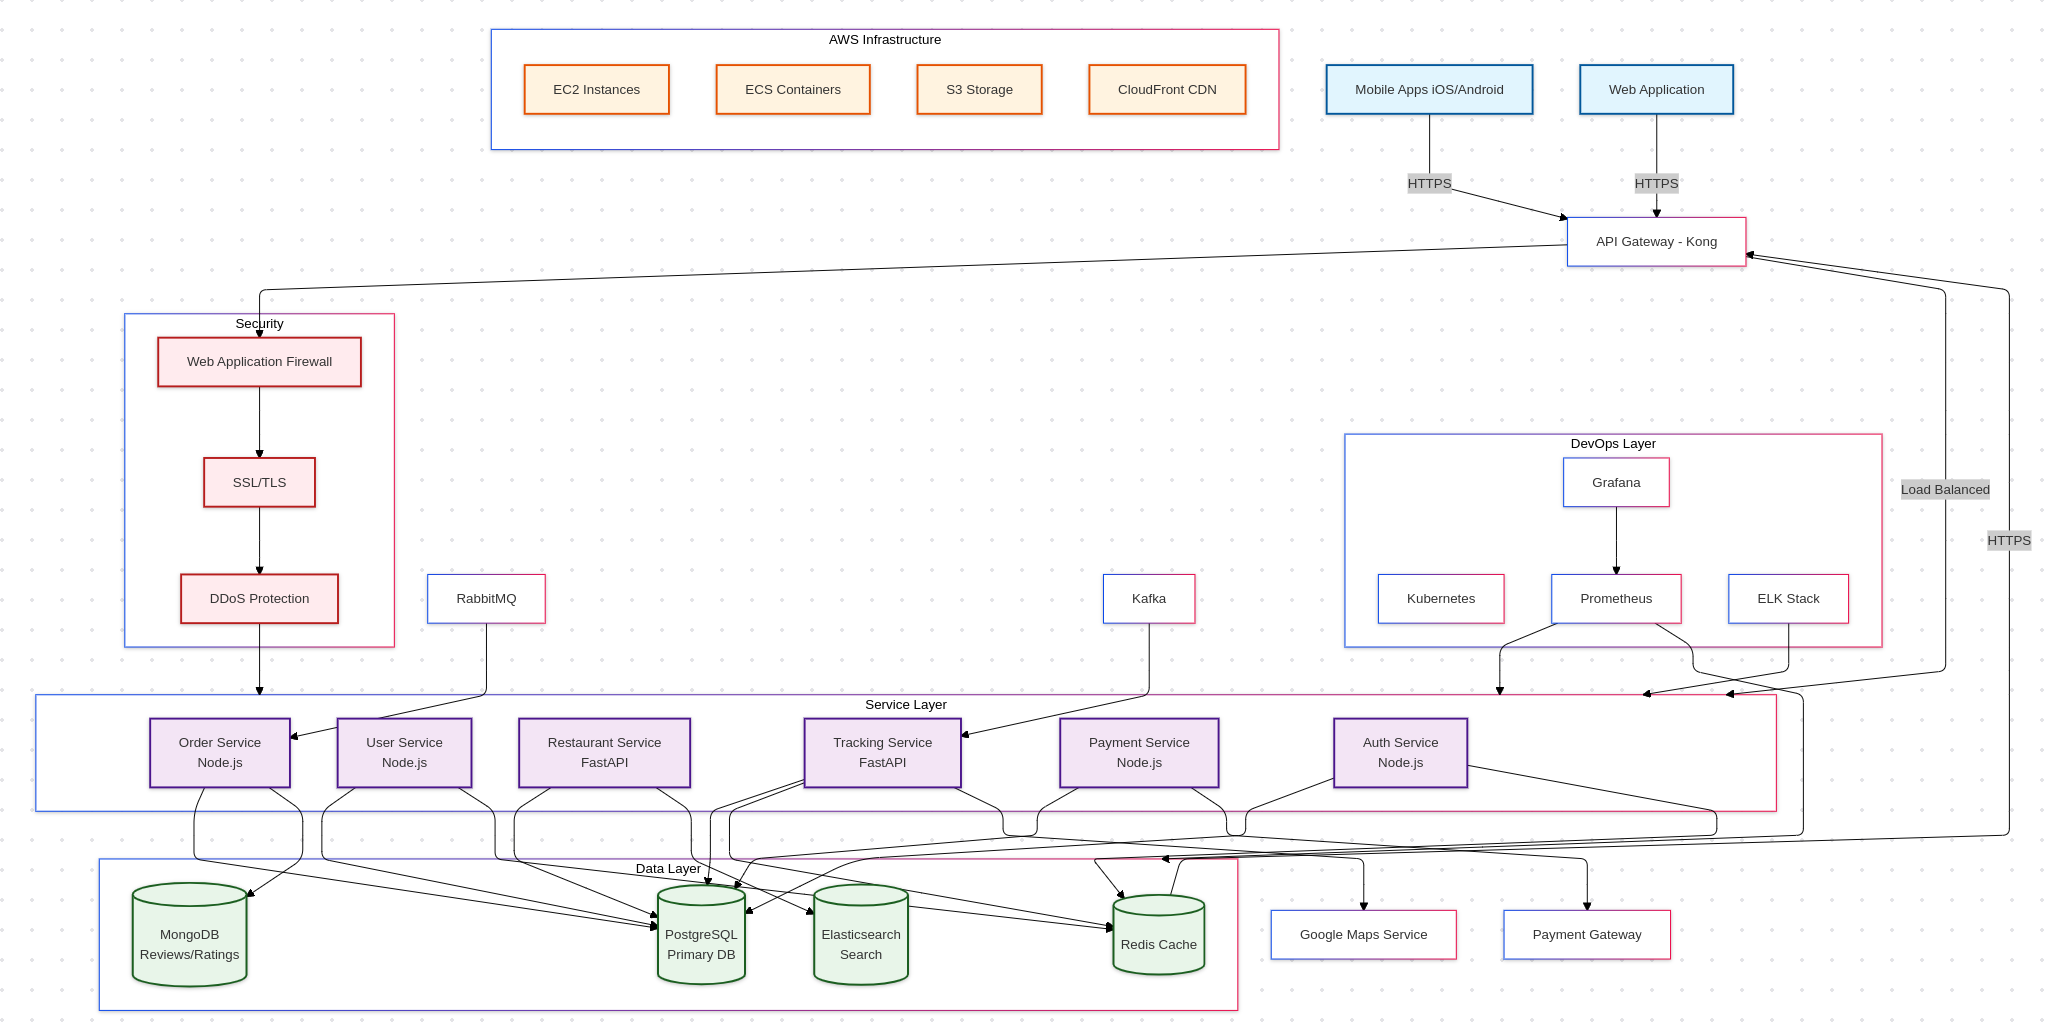 AWS Infrastructure
EC2 Instances
ECS Containers
S3 Storage
CloudFront CDN
Mobile Apps iOS/Android
Web Application
HTTPS
HTTPS
API Gateway - Kong
Security
Web Application Firewall
SSL/TLS
DDoS Protection
RabbitMQ
Kafka
DevOps Layer
Grafana
Kubernetes
Prometheus
ELK Stack
Load Balanced
HTTPS
Service Layer
Order Service
Node.js
User Service
Node.js
Restaurant Service
FastAPI
Tracking Service
FastAPI
Payment Service
Node.js
Auth Service
Node.js
Data Layer
MongoDB
Reviews/Ratings
PostgreSQL
Primary DB
Elasticsearch
Search
Redis Cache
Google Maps Service
Payment Gateway